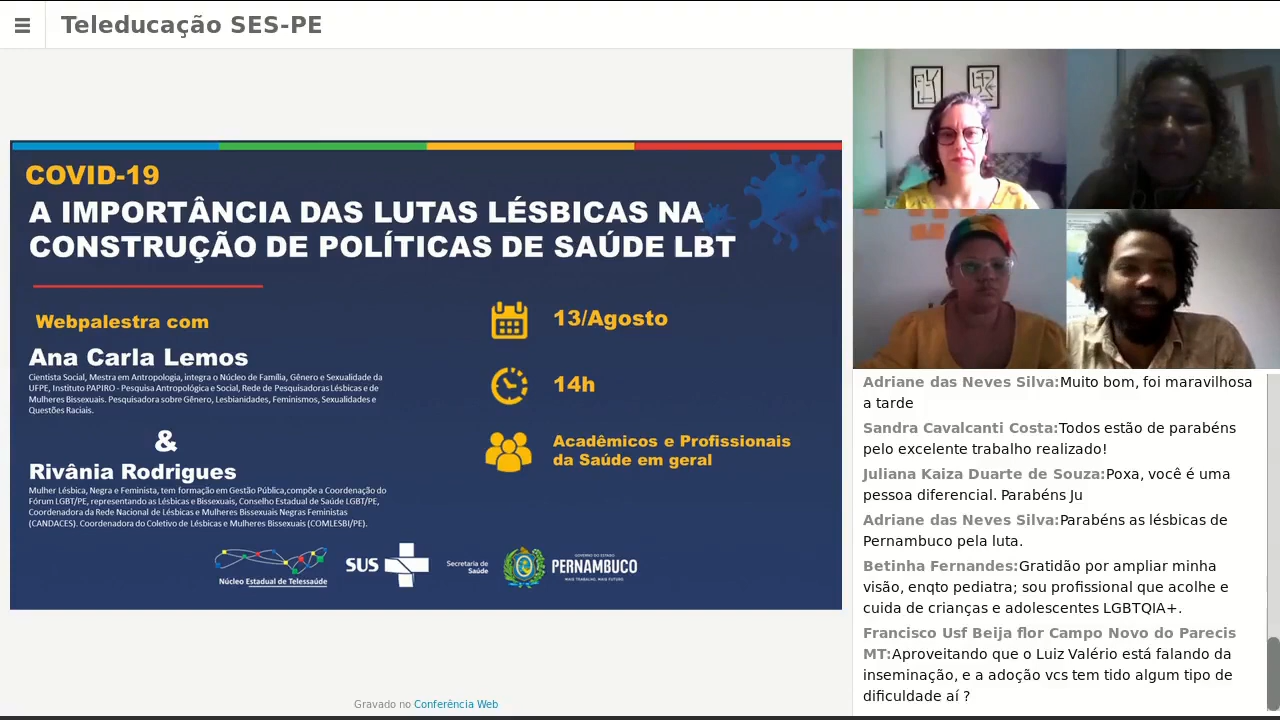 Teleducação SES-PE
COVID-19
A IMPORTÂNCIA DAS LUTAS LÉSBICAS NA
CONSTRUÇÃO DE POLÍTICAS DE SAÚDE LBT
Webpalestra com
Ana Carla Lemos
Cientista Social, Mestra em Antropologia, integra o Núcleo de Família, Gênero e Sexualidade da
UFPE, Instituto PAPIRO - Pesquisa Antropológica e Social, Rede de Pesquisadoras Lésbicas e de
Mulheres Bissexuais. Pesquisadora sobre Gênero, Lesbianidades, Feminismos, Sexualidades e
Questões Raciais.
&
Rivânia Rodrigues
Mulher Lésbica, Negra e Feminista, tem formação em Gestão Pública,compõe a Coordenação do
Fórum LGBT/PE, representando as Lésbicas e Bissexuais, Conselho Estadual de Saúde LGBT/PE,
Coordenadora da Rede Nacional de Lésbicas e Mulheres Bissexuais Negras Feministas
(CANDACES). Coordenadora do Coletivo de Lésbicas e Mulheres Bissexuais (COMLESBI/PE).
13/Agosto
14h
Acadêmicos e Profissionais
da Saúde em geral
Núcleo Estadual de Telessaúde
SUS
Secretaria de
Saúde
GOVERNO DO ESTADO
PERNAMBUCO
MAIS TRABALHO, MAIS FUTURO
Gravado no Conferência Web
Adriane das Neves Silva:Muito bom, foi maravilhosa
a tarde
Sandra Cavalcanti Costa:Todos estão de parabéns
pelo excelente trabalho realizado!
Juliana Kaiza Duarte de Souza:Poxa, você é uma
pessoa diferencial. Parabéns Ju
Adriane das Neves Silva:Parabéns as lésbicas de
Pernambuco pela luta.
Betinha Fernandes:Gratidão por ampliar minha
visão, enqto pediatra; sou profissional que acolhe e
cuida de crianças e adolescentes LGBTQIA+.
Francisco Usf Beija flor Campo Novo do Parecis
MT:Aproveitando que o Luiz Valério está falando da
inseminação, e a adoção vcs tem tido algum tipo de
dificuldade aí ?